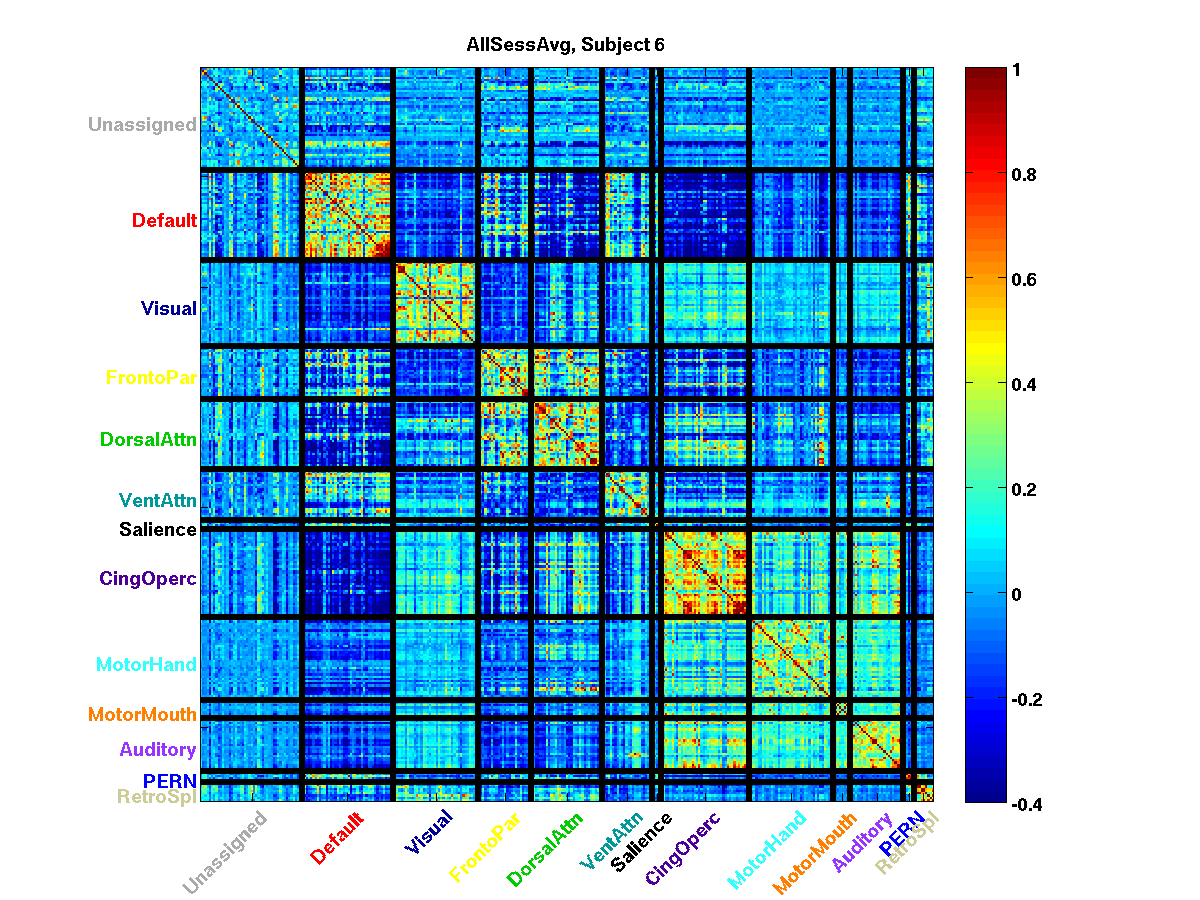 AllSessAvg, Subject 6
Unassigned
Default
Visual
FrontoPar
DorsalAttn
VentAttn
Salience
CingOperc
MotorHand
MotorMouth
Auditory
PERN
RetroSpl
Unassigned
Default
Visual
FrontoPar
DorsalAttn
VentAttn
Salience
CingOperc
MotorHand
MotorMouth
Auditory
PERN
RetroSpl
1
0.8
0.6
0.4
0.2
0
-0.2
-0.4